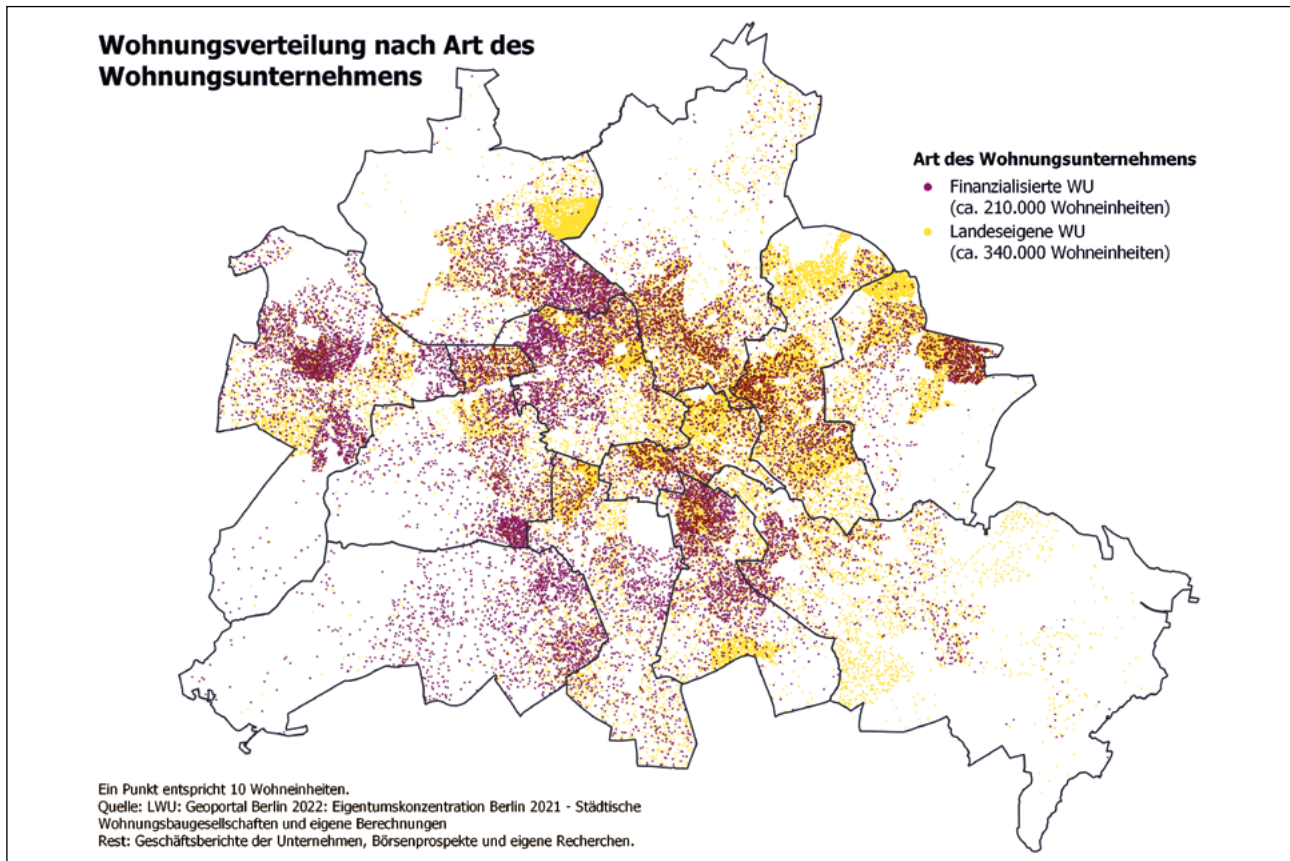 Wohnungsverteilung nach Art des
Wohnungsunternehmens
Art des Wohnungsunternehmens
Finanzialisierte WU
(ca. 210.000 Wohneinheiten)
Landeseigene WU
(ca. 340.000 Wohneinheiten)
Ein Punkt entspricht 10 Wohneinheiten.
Quelle: LWU: Geoportal Berlin 2022: Eigentumskonzentration Berlin 2021 - Städtische
Wohnungsbaugesellschaften und eigene Berechnungen
Rest: Geschäftsberichte der Unternehmen, Börsenprospekte und eigene Recherchen.